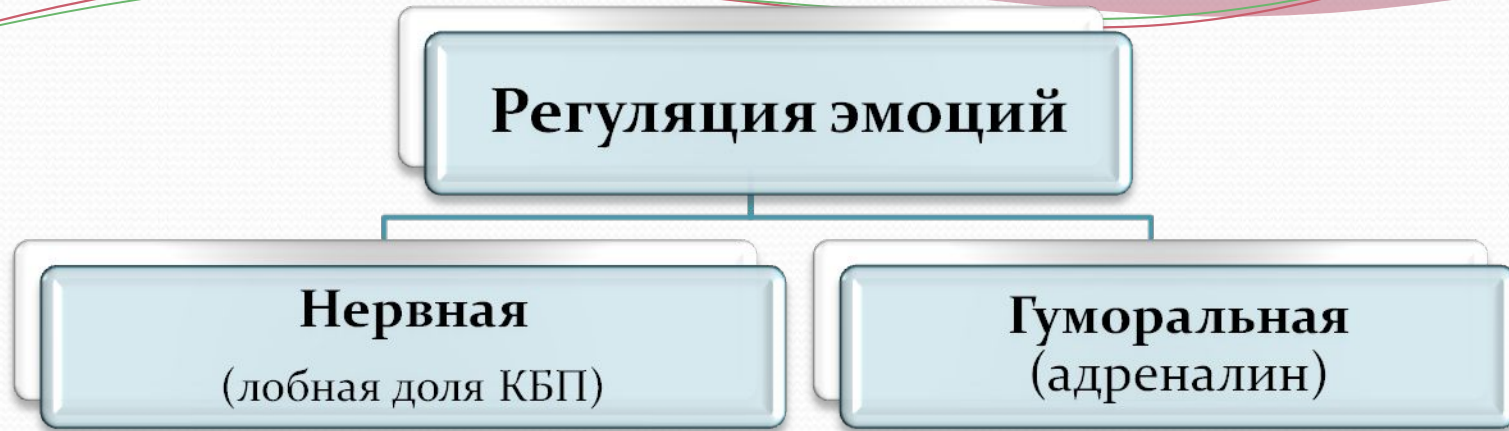 Регуляция эмоций
Нервная
(лобная доля КБП)
Гуморальная
(адреналин)